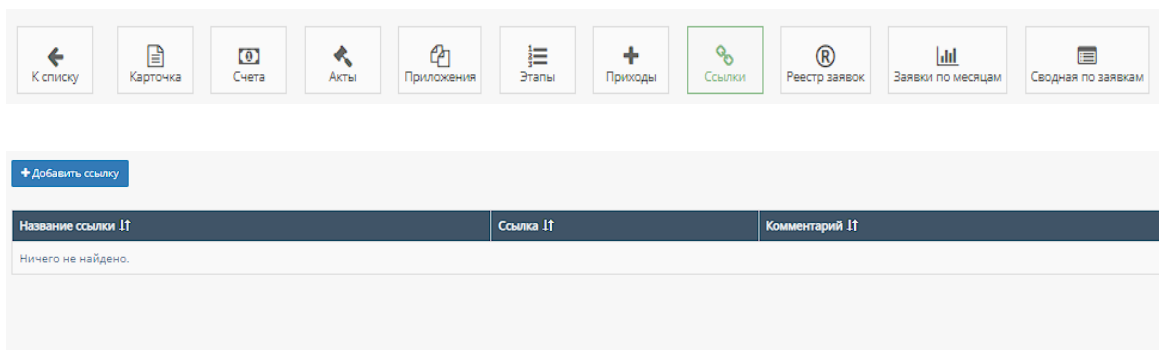 К списку Карточка Счета Акты Приложения Этапы Приходы Ссылки Реестр заявок Заявки по месяцам Сводная по заявкам
+ Добавить ссылку
Название ссылки Ссылка Комментарий
Ничего не найдено.